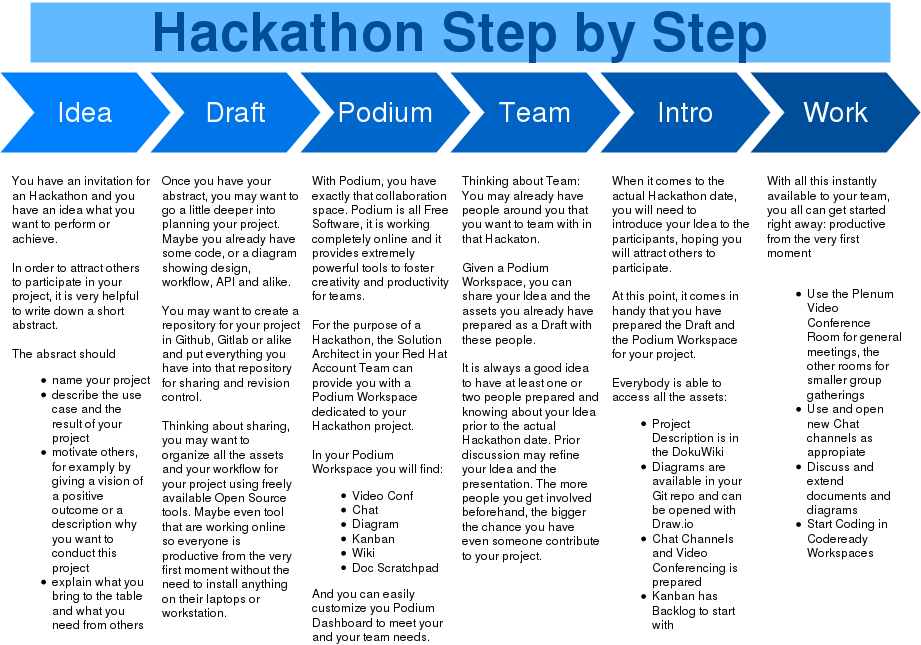 Hackathon Step by Step
Idea
Draft
Podium
Team
Intro
Work
You have an invitation for
an Hackathon and you
have an idea what you
want to perform or
achieve.
In order to attract others
to participate in your
project, it is very helpful
to write down a short
abstract.
The absract should
• name your project
• describe the use
case and the
result of your
project
• motivate others,
for examply by
giving a vision of
a positive
outcome or a
description why
you want to
conduct this
project
• explain what you
bring to the table
and what you
need from others
Once you have your
abstract, you may want to
go a little deeper into
planning your project.
Maybe you already have
some code, or a diagram
showing design,
workflow, API and alike.
You may want to create a
repository for your project
in Github, Gitlab or alike
and put everything you
have into that repository
for sharing and revision
control.
Thinking about sharing,
you may want to
organize all the assets
and your workflow for
your project using freely
available Open Source
tools. Maybe even tool
that are working online
so everyone is
productive from the very
first moment without the
need to install anything
on their laptops or
workstation.
With Podium, you have
exactly that collaboration
space. Podium is all Free
Software, it is working
completely online and it
provides extremely
powerful tools to foster
creativity and productivity
for teams.
For the purpose of a
Hackathon, the Solution
Architect in your Red Hat
Account Team can
provide you with a
Podium Workspace
dedicated to your
Hackathon project.
In your Podium
Workspace you will find:
• Video Conf
• Chat
• Diagram
• Kanban
• Wiki
• Doc Scratchpad
And you can easily
customize you Podium
Dashboard to meet your
and your team needs.
Thinking about Team:
You may already have
people around you that
you want to team with in
that Hackaton.
Given a Podium
Workspace, you can
share your Idea and the
assets you already have
prepared as a Draft with
these people.
It is always a good idea
to have at least one or
two people prepared and
knowing about your Idea
prior to the actual
Hackathon date. Prior
discussion may refine
your Idea and the
presentation. The more
people you get involved
beforehand, the bigger
the chance you have
even someone contribute
to your project.
When it comes to the
actual Hackathon date,
you will need to
introduce your Idea to the
participants, hoping you
will attract others to
participate.
At this point, it comes in
handy that you have
prepared the Draft and
the Podium Workspace
for your project.
Everybody is able to
access all the assets:
• Project
Description is in
the DokuWiki
• Diagrams are
available in your
Git repo and can
be opened with
Draw.io
• Chat Channels
and Video
Conferencing is
prepared
• Kanban has
Backlog to start
with
With all this instantly
available to your team,
you all can get started
right away: productive
from the very first
moment
• Use the Plenum
Video
Conference
Room for general
meetings, the
other rooms for
smaller group
gatherings
• Use and open
new Chat
channels as
appropiate
• Discuss and
extend
documents and
diagrams
• Start Coding in
Codeready
Workspaces